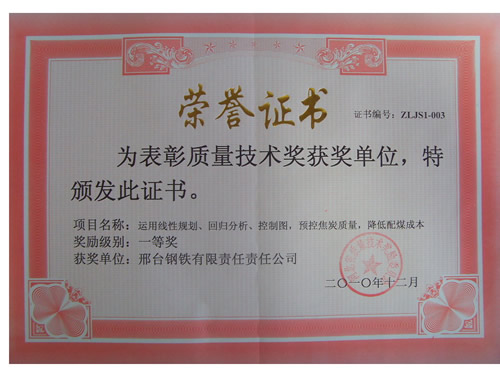 荣誉证书
证书编号：ZLJS1-003
为表彰质量技术奖获奖单位，特
颁发此证书。
项目名称：运用线性规划、回归分析、控制图，预控焦炭质量，降低配煤成本
奖励级别：一等奖
获奖单位：邢台钢铁有限责任责任公司
二〇一〇年十二月